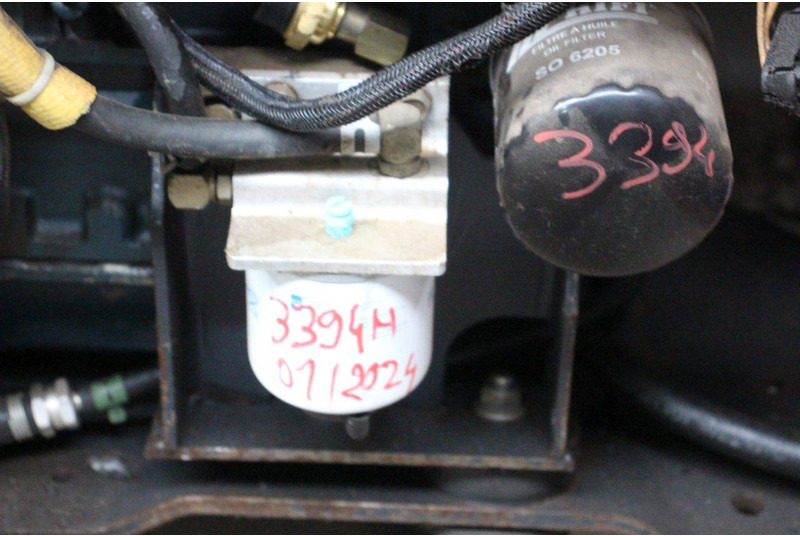 FILTRE A HUILE
OIL FILTER
SO 6205
3394
3394H
01/2024